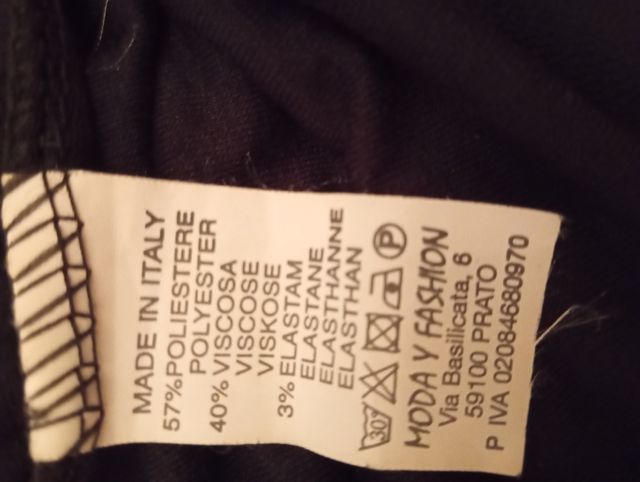 MADE IN ITALY
57%POLIESTERE
POLYESTER
40% VISCOSA
VISCOSE
VISKOSE
3% ELASTAM
ELASTANE
ELASTHANNE
ELASTHAN
30° P
MODA Y FASHION
Via Basilicata, 6
59100 PRATO
P IVA 02084680970